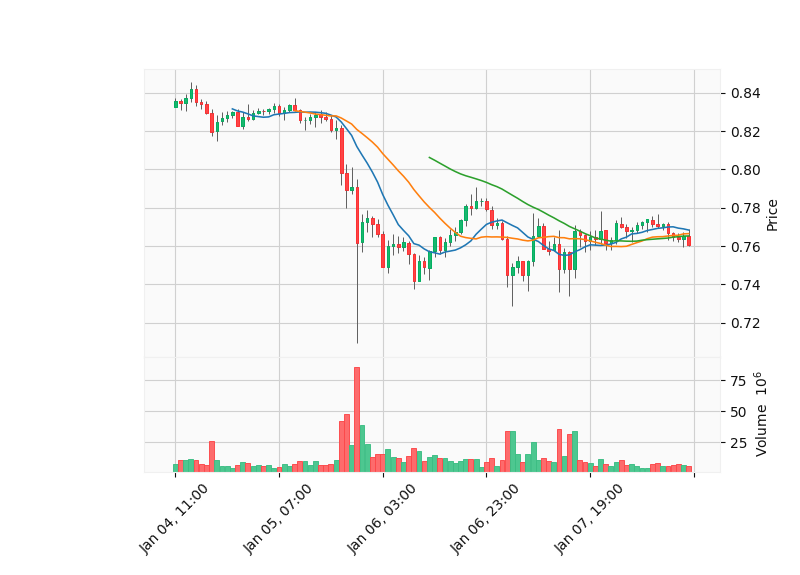 0.84
0.82
0.80
0.78
0.76
0.74
0.72
Price
75
50
25
Volume 10^6
Jan 04, 11:00
Jan 05, 07:00
Jan 06, 03:00
Jan 06, 23:00
Jan 07, 19:00